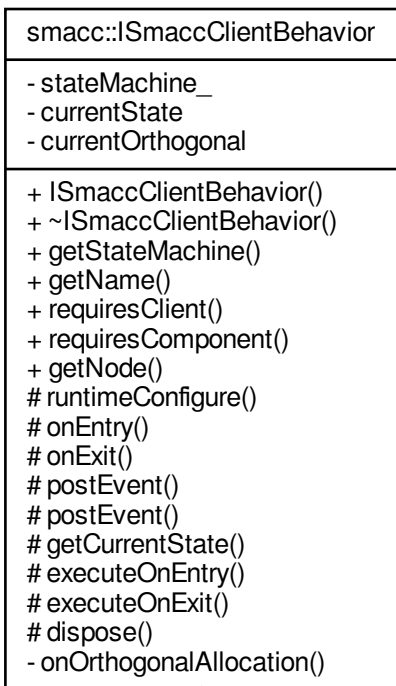 smacc::ISmaccClientBehavior
- stateMachine_
- currentState
- currentOrthogonal
+ ISmaccClientBehavior()
+ ~ISmaccClientBehavior()
+ getStateMachine()
+ getName()
+ requiresClient()
+ requiresComponent()
+ getNode()
# runtimeConfigure()
# onEntry()
# onExit()
# postEvent()
# postEvent()
# getCurrentState()
# executeOnEntry()
# executeOnExit()
# dispose()
- onOrthogonalAllocation()